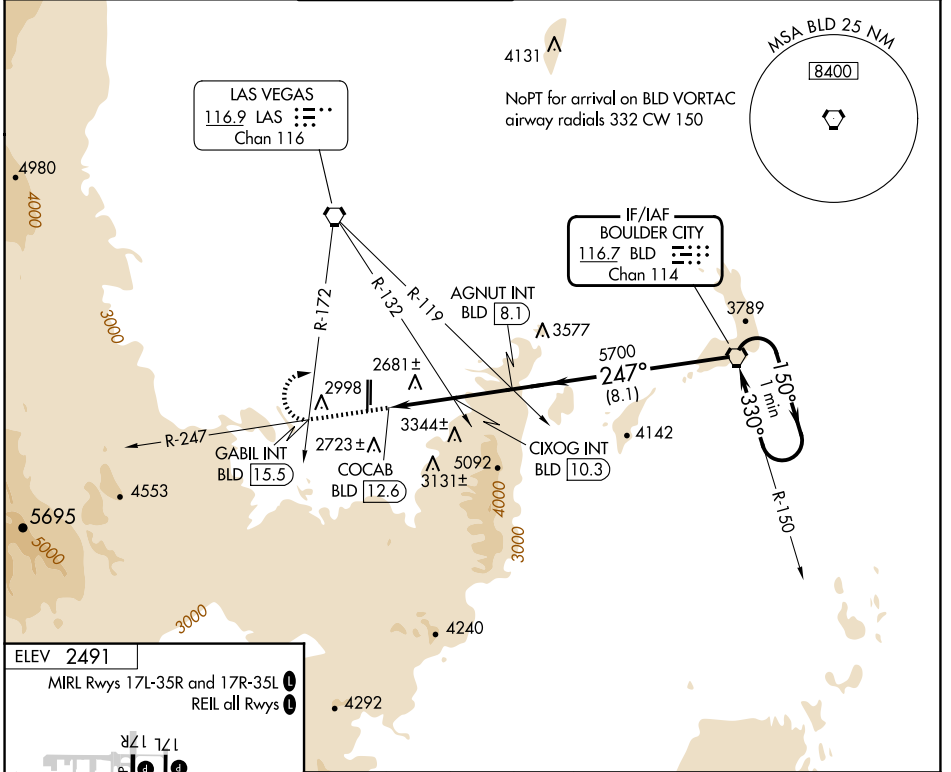 4131
MSA BLD 25 NM
8400
NoPT for arrival on BLD VORTAC
airway radials 332 CW 150
LAS VEGAS
116.9 LAS
Chan 116
4980
4000
IF/IAF
BOULDER CITY
116.7 BLD
Chan 114
R-172
R-132
R-119
AGNUT INT
BLD 8.1
3577
3789
3000
5700
247°
(8.1)
2681±
2998
150°
1 min
330°
3344±
4142
R-247
GABIL INT
BLD 15.5
2723±
COCAB
BLD 12.6
3131±
5092
CIXOG INT
BLD 10.3
4553
4000
R-150
5695
5000
3000
3000
4240
ELEV 2491
MIRL Rwys 17L-35R and 17R-35L L
REIL all Rwys L
4292
17R
17L
P
P